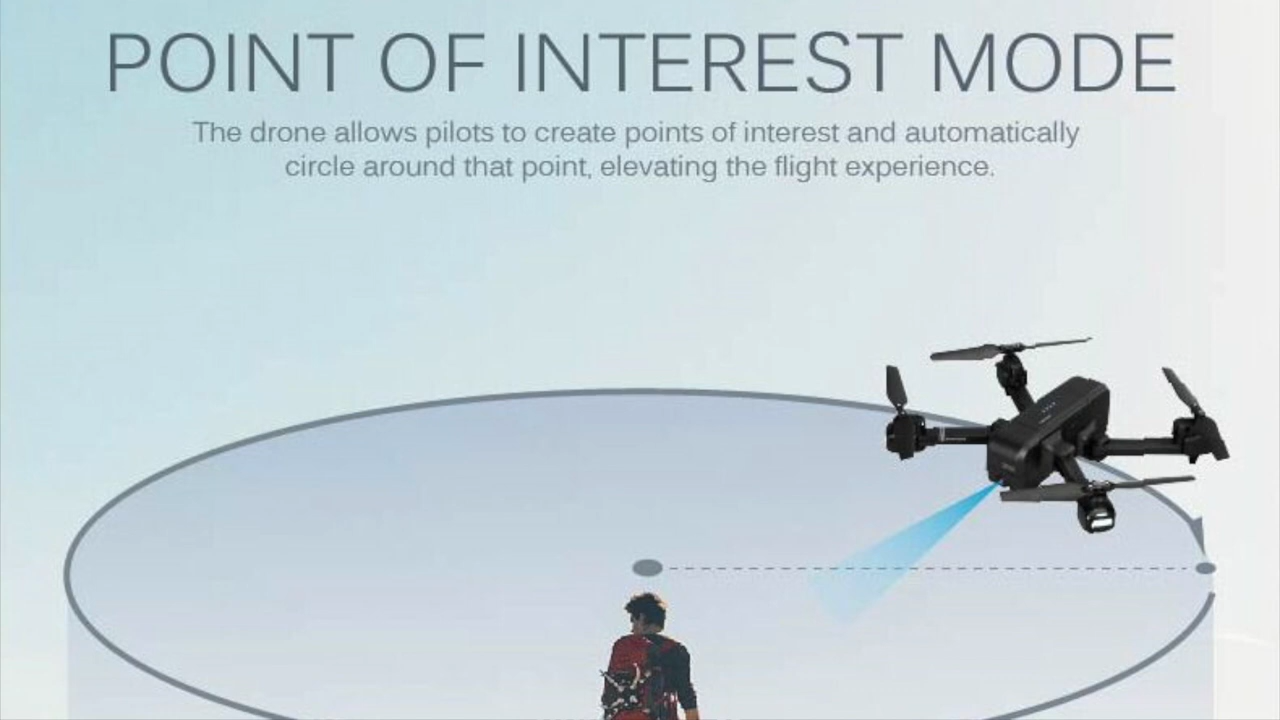 POINT OF INTEREST MODE
The drone allows pilots to create points of interest and automatically
circle around that point, elevating the flight experience.